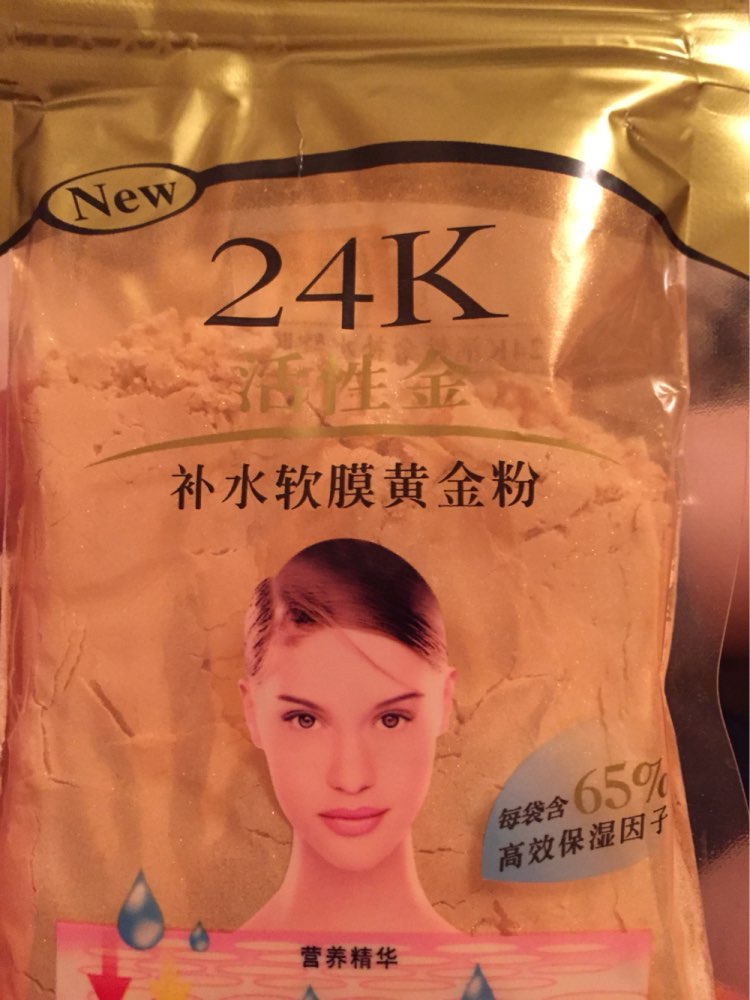 New
24K
活性金
补水软膜黄金粉
每袋含65%
高效保湿因子
营养精华